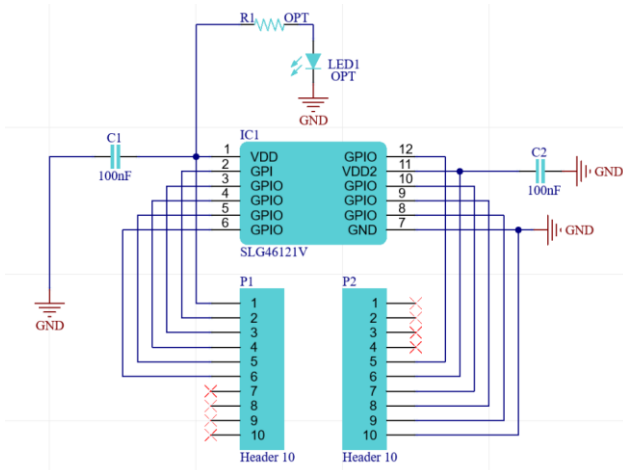 R1 OPT
LED1
OPT
GND
C1
100nF
GND
IC1
1 VDD GPIO 12
2 GPI VDD2 11
3 GPIO GPIO 10
4 GPIO GPIO 9
5 GPIO GPIO 8
6 GPIO GND 7
SLG46121V
C2
100nF
GND
GND
P1
1
2
3
4
5
6
7
8
9
10
Header 10
P2
1
2
3
4
5
6
7
8
9
10
Header 10